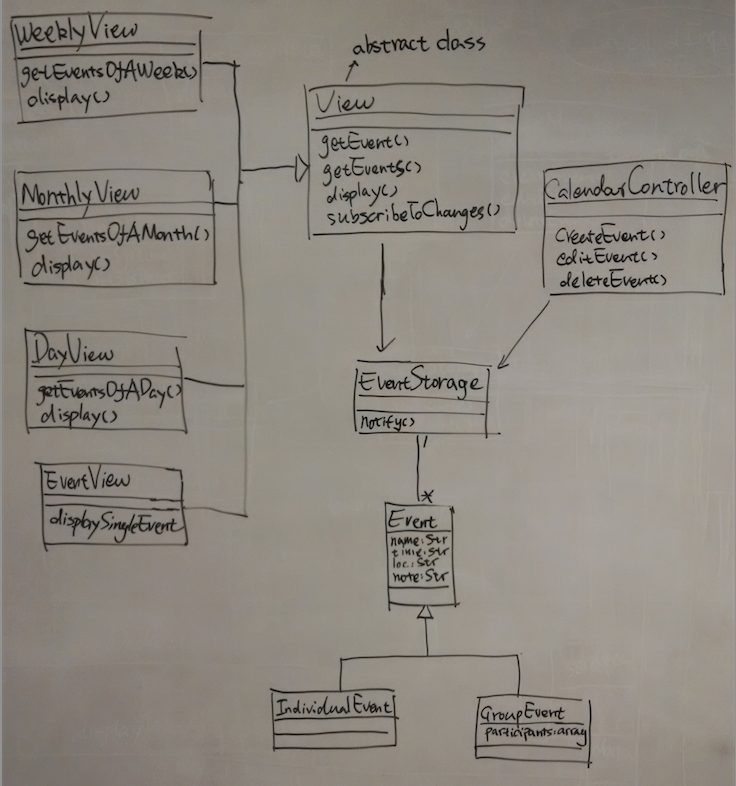 WeeklyView
getEventsOfAWeek()
display()
abstract class
View
getEvent()
getEvents()
display()
subscribeToChanges()
MonthlyView
getEventsOfAMonth()
display()
CalendarController
CreateEvent()
editEvent()
deleteEvent()
DayView
getEventsOfADay()
display()
EventStorage
notify()
1
*
EventView
displaySingleEvent
Event
name:Str
time:Str
loc:Str
note:Str
IndividualEvent
GroupEvent
participants:array